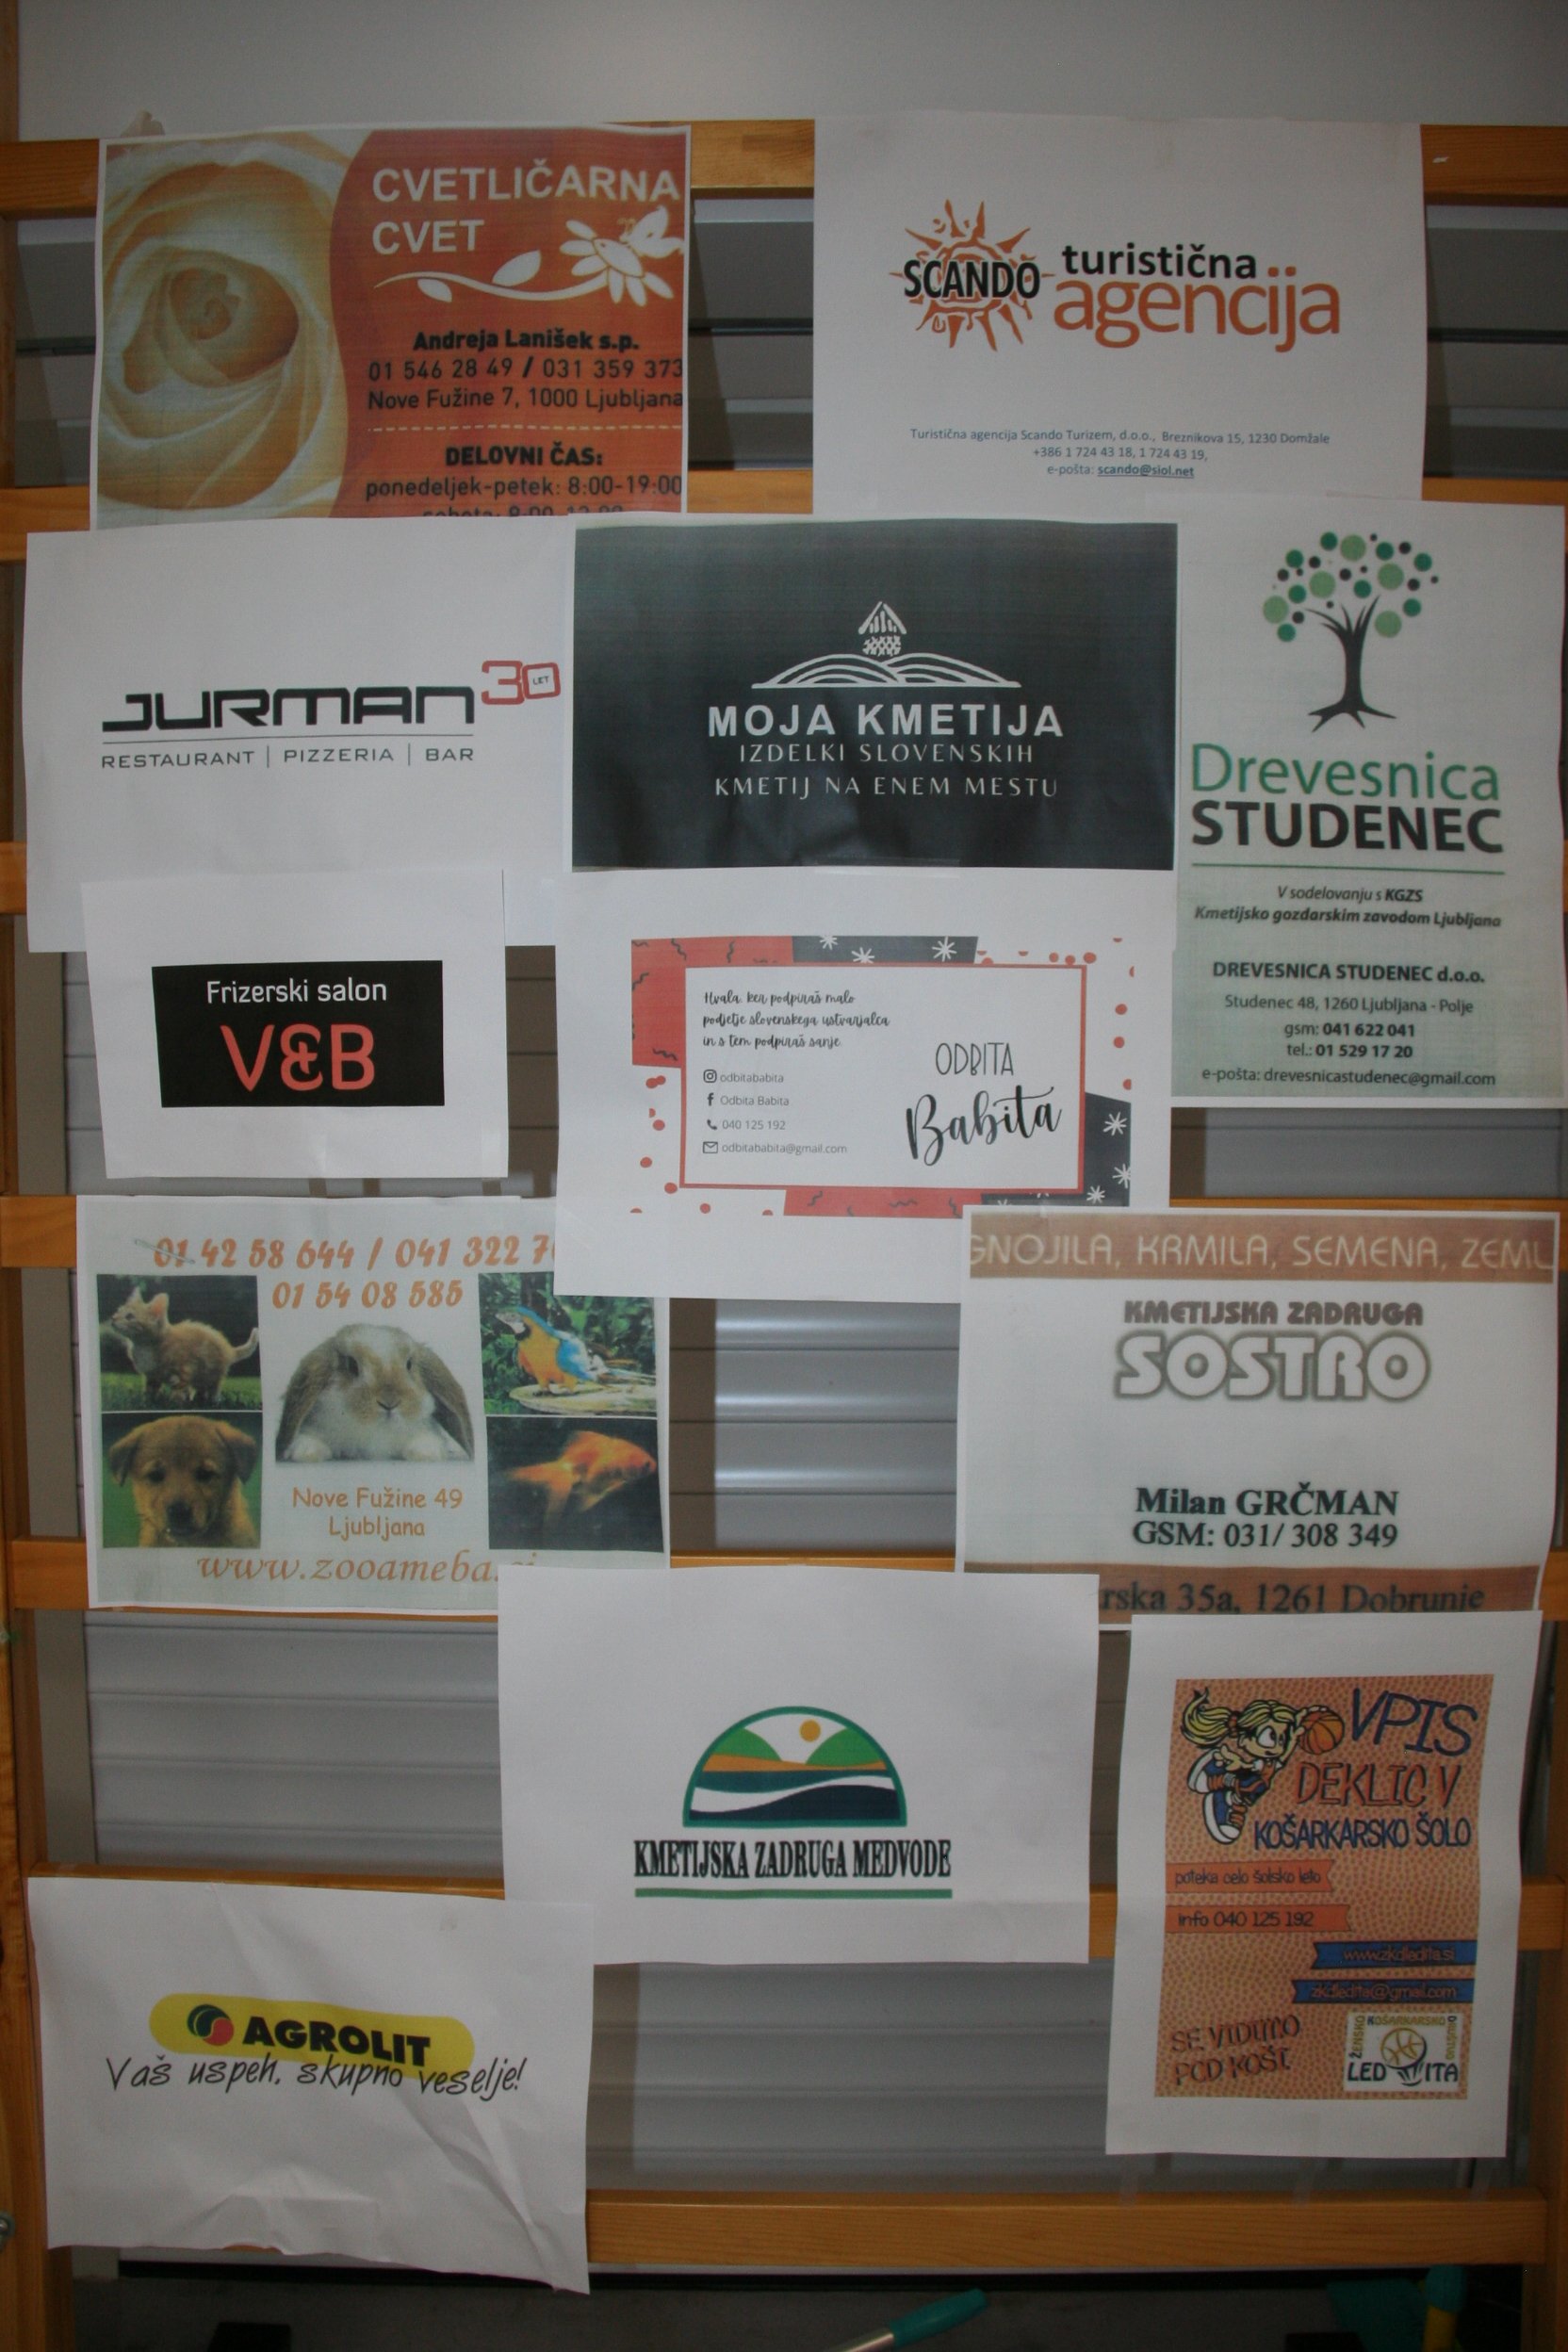 CVETLIČARNA
CVET
Andreja Lanišek s.p.
01 546 28 49 / 031 359 373
Nove Fužine 7, 1000 Ljubljana
DELOVNI ČAS:
ponedeljek-petek: 8:00-19:00
SCANDO
turistična
agencija
Turistična agencija Scando Turizem, d.o.o., Breznikova 15, 1230 Domžale
+386 1 724 43 18, 1 724 43 19,
e-pošta: scando@siol.net
JURMAN 30 LET
RESTAURANT | PIZZERIA | BAR
MOJA KMETIJA
IZDELKI SLOVENSKIH
KMETIJ NA ENEM MESTU
Drevesnica
STUDENEC
V sodelovanju s KGZS
Kmetijsko gozdarskim zavodom Ljubljana
DREVESNICA STUDENEC d.o.o.
Studenec 48, 1260 Ljubljana - Polje
gsm: 041 622 041
tel.: 01 529 17 20
e-pošta: drevesnicastudenec@gmail.com
Frizerski salon
V&B
Hvala, ker podpiraš malo
podjetje slovenskega ustvarjalca
in s tem podpiraš sanje.
odbitababita
Odbita Babita
040 125 192
odbitababita@gmail.com
ODBITA
Babita
01 42 58 644 / 041 322 7
01 54 08 585
Nove Fužine 49
Ljubljana
www.zooameba.si
GNOJILA, KRMILA, SEMENA, ZEML
KMETIJSKA ZADRUGA
SOSTRO
Milan GRČMAN
GSM: 031/ 308 349
rska 35a, 1261 Dobrunje
KMETIJSKA ZADRUGA MEDVODE
VPIS
DEKLIC V
KOŠARKARSKO ŠOLO
poteka celo šolsko leto
info 040 125 192
www.zkdledita.si
zkdledita@gmail.com
SE VIDIMO
POD KOŠI.
ŽENSKO KOŠARKARSKO DRUŠTVO
LEDITA
AGROLIT
Vaš uspeh, skupno veselje!